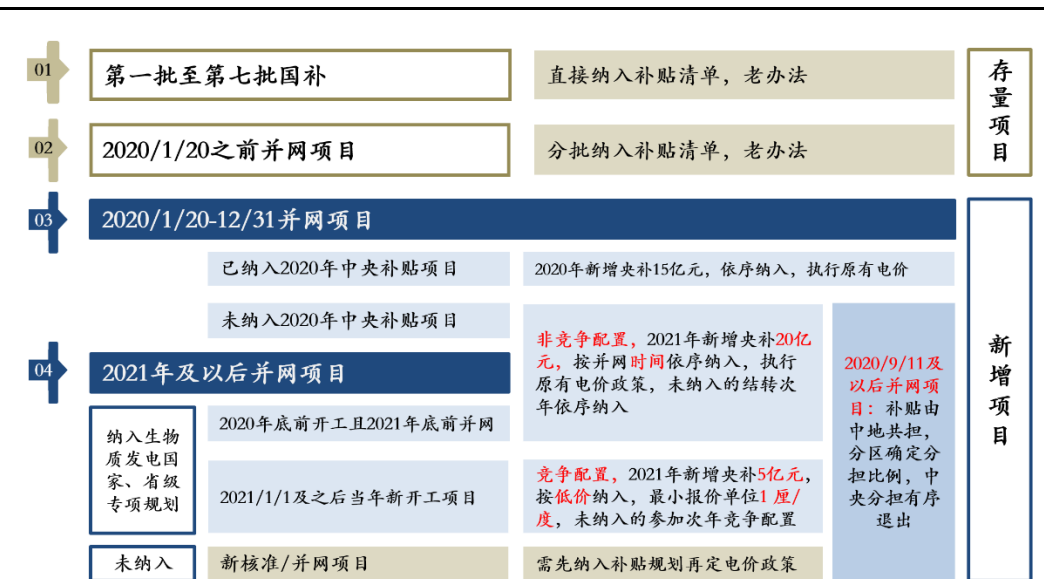 01
第一批至第七批国补
直接纳入补贴清单，老办法
存
量
项
目
02
2020/1/20之前并网项目
分批纳入补贴清单，老办法
03
2020/1/20-12/31并网项目
已纳入2020年中央补贴项目
2020年新增央补15亿元，依序纳入，执行原有电价
未纳入2020年中央补贴项目
非竞争配置，2021年新增央补20亿
元，按并网时间依序纳入，执行
原有电价政策，未纳入的结转次
年依序纳入
04
2021年及以后并网项目
2020/9/11及
以后并网项
目：补贴由
中地共担，
分区确定分
担比例，中
央分担有序
退出
新
增
项
目
纳入生物
质发电国
家、省级
专项规划
2020年底前开工且2021年底前并网
2021/1/1及之后当年新开工项目
竞争配置，2021年新增央补5亿元，
按低价纳入，最小报价单位1 厘/
度，未纳入的参加次年竞争配置
未纳入
新核准/并网项目
需先纳入补贴规划再定电价政策